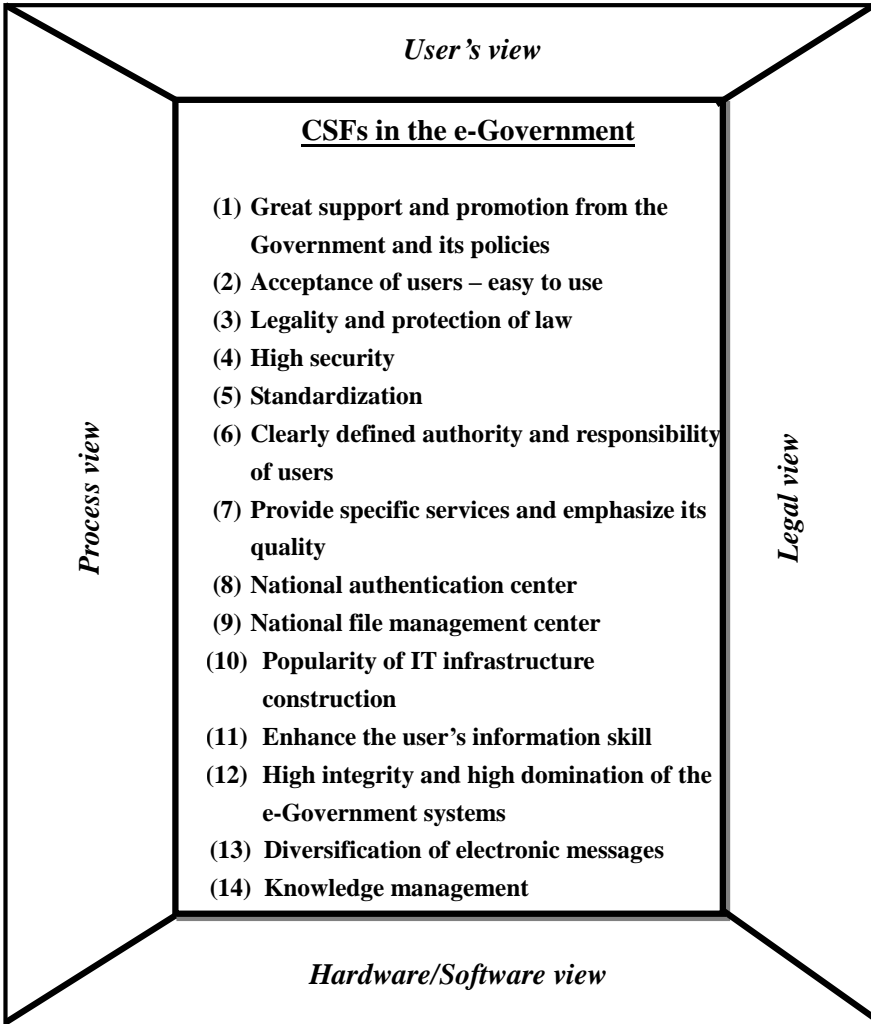 User's view
CSFs in the e-Government
(1) Great support and promotion from the
Government and its policies
(2) Acceptance of users – easy to use
(3) Legality and protection of law
(4) High security
(5) Standardization
(6) Clearly defined authority and responsibility
of users
(7) Provide specific services and emphasize its
quality
(8) National authentication center
(9) National file management center
(10) Popularity of IT infrastructure
construction
(11) Enhance the user's information skill
(12) High integrity and high domination of the
e-Government systems
(13) Diversification of electronic messages
(14) Knowledge management
Process view
Legal view
Hardware/Software view